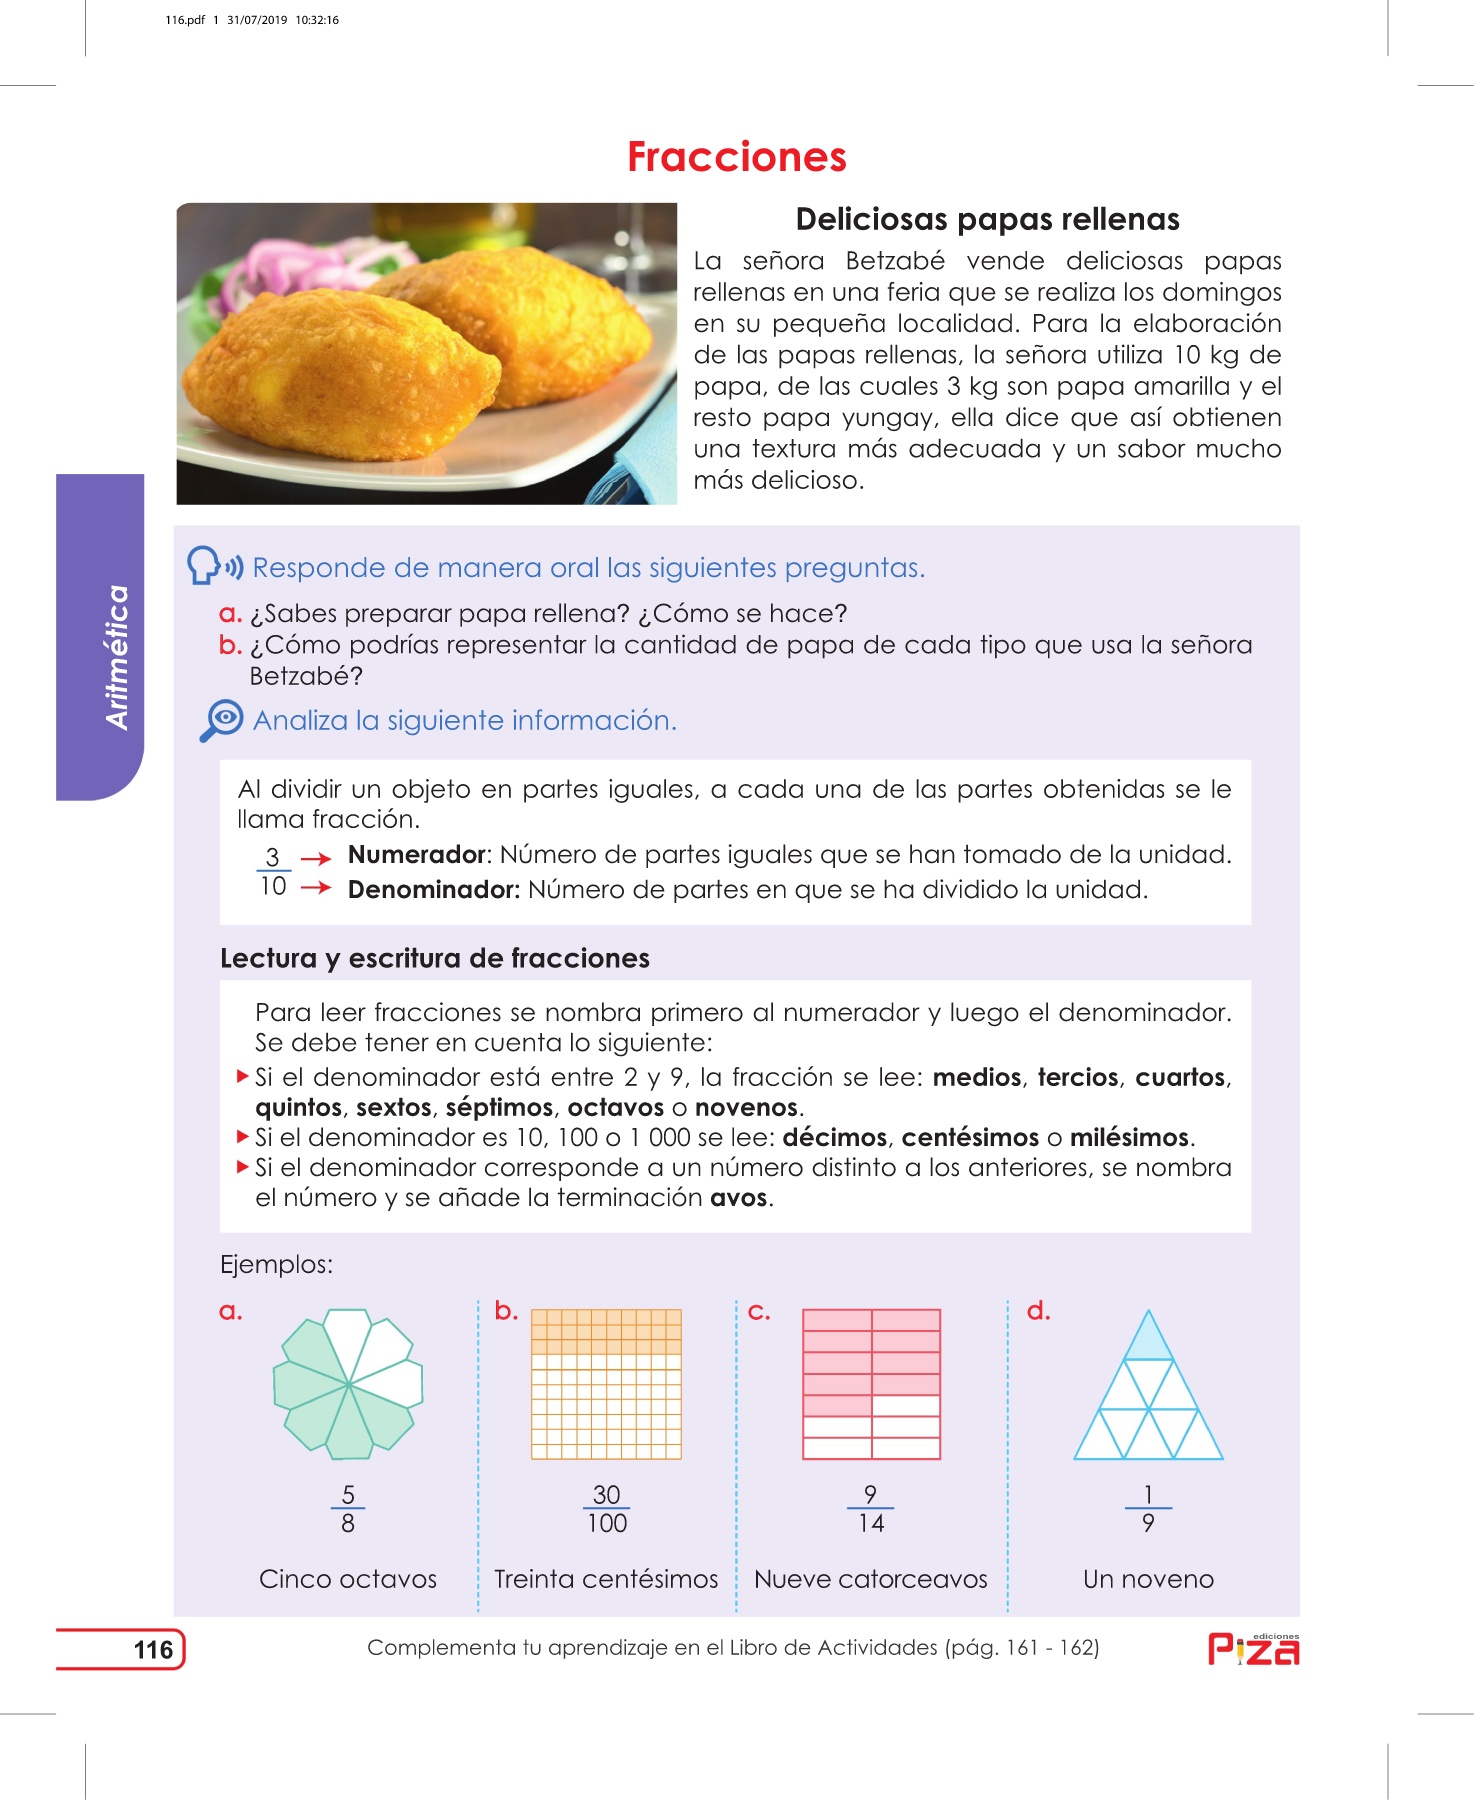 116.pdf 1 31/07/2019 10:32:16
Fracciones
Deliciosas papas rellenas
La señora Betzabé vende deliciosas papas
rellenas en una feria que se realiza los domingos
en su pequeña localidad. Para la elaboración
de las papas rellenas, la señora utiliza 10 kg de
papa, de las cuales 3 kg son papa amarilla y el
resto papa yungay, ella dice que así obtienen
una textura más adecuada y un sabor mucho
más delicioso.
Aritmética
Responde de manera oral las siguientes preguntas.
a. ¿Sabes preparar papa rellena? ¿Cómo se hace?
b. ¿Cómo podrías representar la cantidad de papa de cada tipo que usa la señora
Betzabé?
Analiza la siguiente información.
Al dividir un objeto en partes iguales, a cada una de las partes obtenidas se le
llama fracción.
3 → Numerador: Número de partes iguales que se han tomado de la unidad.
10 → Denominador: Número de partes en que se ha dividido la unidad.
Lectura y escritura de fracciones
Para leer fracciones se nombra primero al numerador y luego el denominador.
Se debe tener en cuenta lo siguiente:
Si el denominador está entre 2 y 9, la fracción se lee: medios, tercios, cuartos,
quintos, sextos, séptimos, octavos o novenos.
Si el denominador es 10, 100 o 1 000 se lee: décimos, centésimos o milésimos.
Si el denominador corresponde a un número distinto a los anteriores, se nombra
el número y se añade la terminación avos.
Ejemplos:
a. b. c. d.
5 30 9 1
8 100 14 9
Cinco octavos Treinta centésimos Nueve catorceavos Un noveno
116 Complementa tu aprendizaje en el Libro de Actividades (pág. 161 - 162)
ediciones
Piza